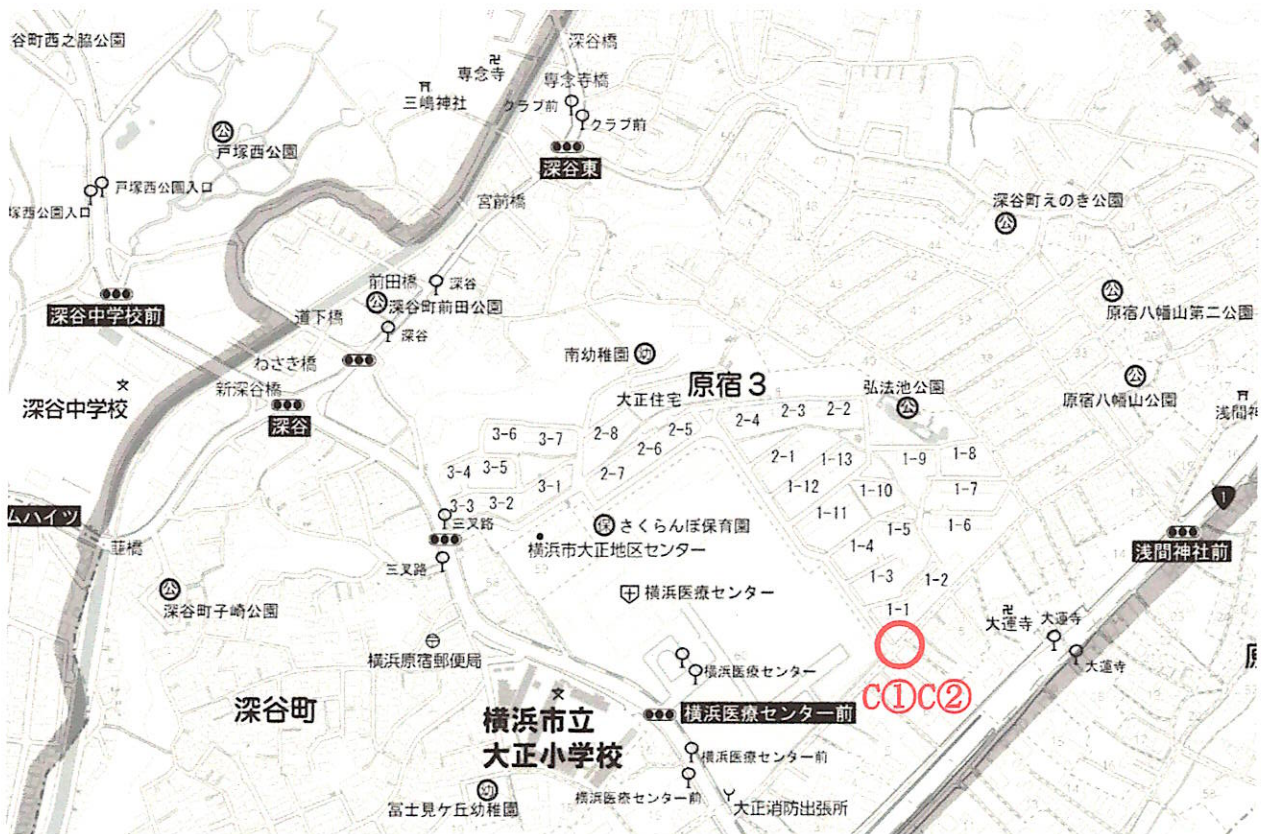 深谷橋
谷町西之脇公園
卍
専念寺
専念寺橋
三嶋神社
クラブ前
クラブ前
公
戸塚西公園
深谷東
戸塚西公園入口
塚西公園入口
宮前橋
深谷町えのき公園
公
前田橋
深谷
公
深谷町前田公園
公
深谷中学校前
道下橋
深谷
原宿八幡山第二公園
ねさき橋
南幼稚園
幼
原宿3
弘法池公園
公
公
原宿八幡山公園
新深谷橋
文
深谷中学校
深谷
大正住宅
浅間神
2-4
2-3
2-2
3-6
3-7
2-8
2-6
2-5
3-4
3-5
2-7
2-1
1-13
1-9
1-8
3-1
1-12
1-10
1-7
3-3
3-2
1-11
1-5
1-6
ムハイツ
三叉路
保
さくらんぼ保育園
1
韮橋
横浜市大正地区センター
1-4
浅間神社前
三叉路
1-3
1-2
公
深谷町子崎公園
横浜医療センター
1-1
卍
大運寺
大運寺
大運寺
横浜原宿郵便局
横浜医療センター
C①C②
深谷町
文
横浜市立
大正小学校
横浜医療センター前
横浜医療センター前
横浜医療センター前
幼
冨士見ケ丘幼稚園
大正消防出張所